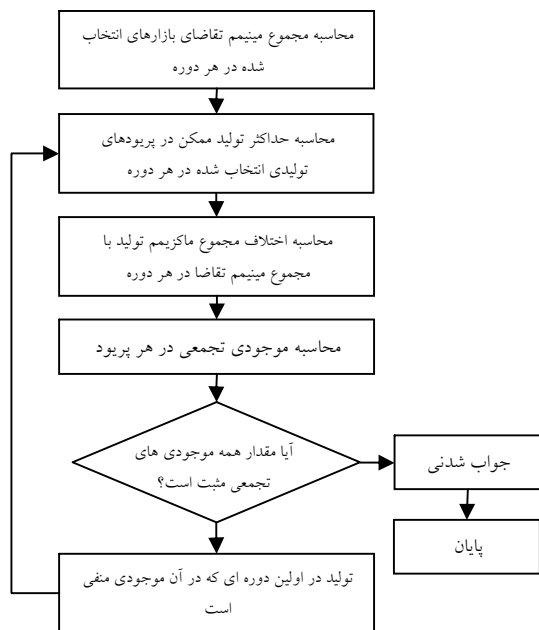 محاسبه مجموع مینیمم تقاضای بازارهای انتخاب
شده در هر دوره
محاسبه حداکثر تولید ممکن در پریودهای
تولیدی انتخاب شده در هر دوره
محاسبه اختلاف مجموع ماکزیمم تولید با
مجموع مینیمم تقاضا در هر دوره
محاسبه موجودی تجمعی در هر پریود
آیا مقدار همه موجودی های
تجمعی مثبت است؟
جواب شدنی
پایان
تولید در اولین دوره ای که در آن موجودی منفی
است